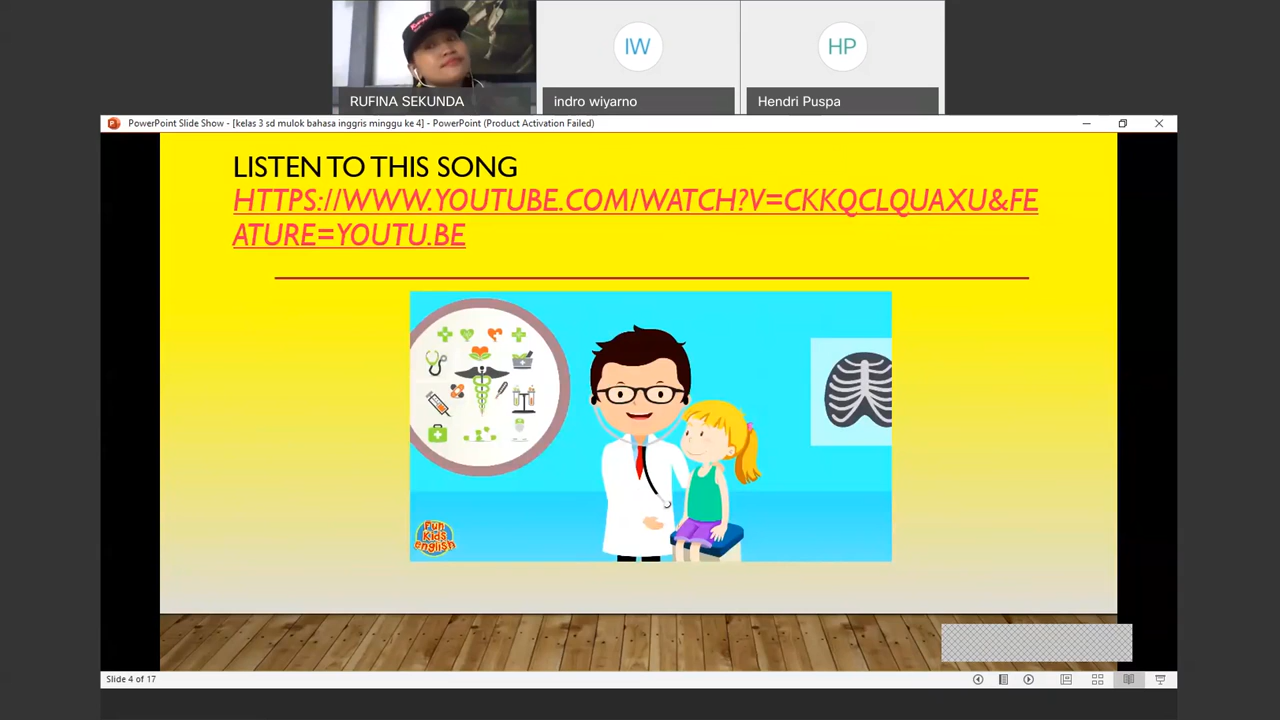 RUFINA SEKUNDA
IW
indro wiyarno
HP
Hendri Puspa
PowerPoint Slide Show - [kelas 3 sd mulok bahasa inggris minggu ke 4] - PowerPoint (Product Activation Failed)
LISTEN TO THIS SONG
HTTPS://WWW.YOUTUBE.COM/WATCH?V=CKKQCLQUAXU&FE
ATURE=YOUTU.BE
Fun
Kids
English
Slide 4 of 17